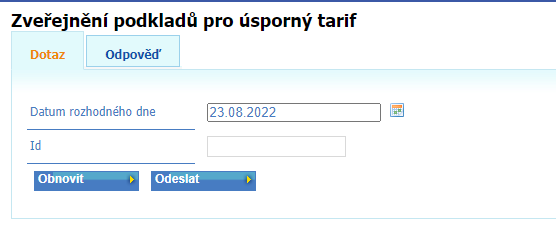 Zveřejnění podkladů pro úsporný tarif
Dotaz Odpověď
Datum rozhodného dne 23.08.2022
Id
Obnovit Odeslat